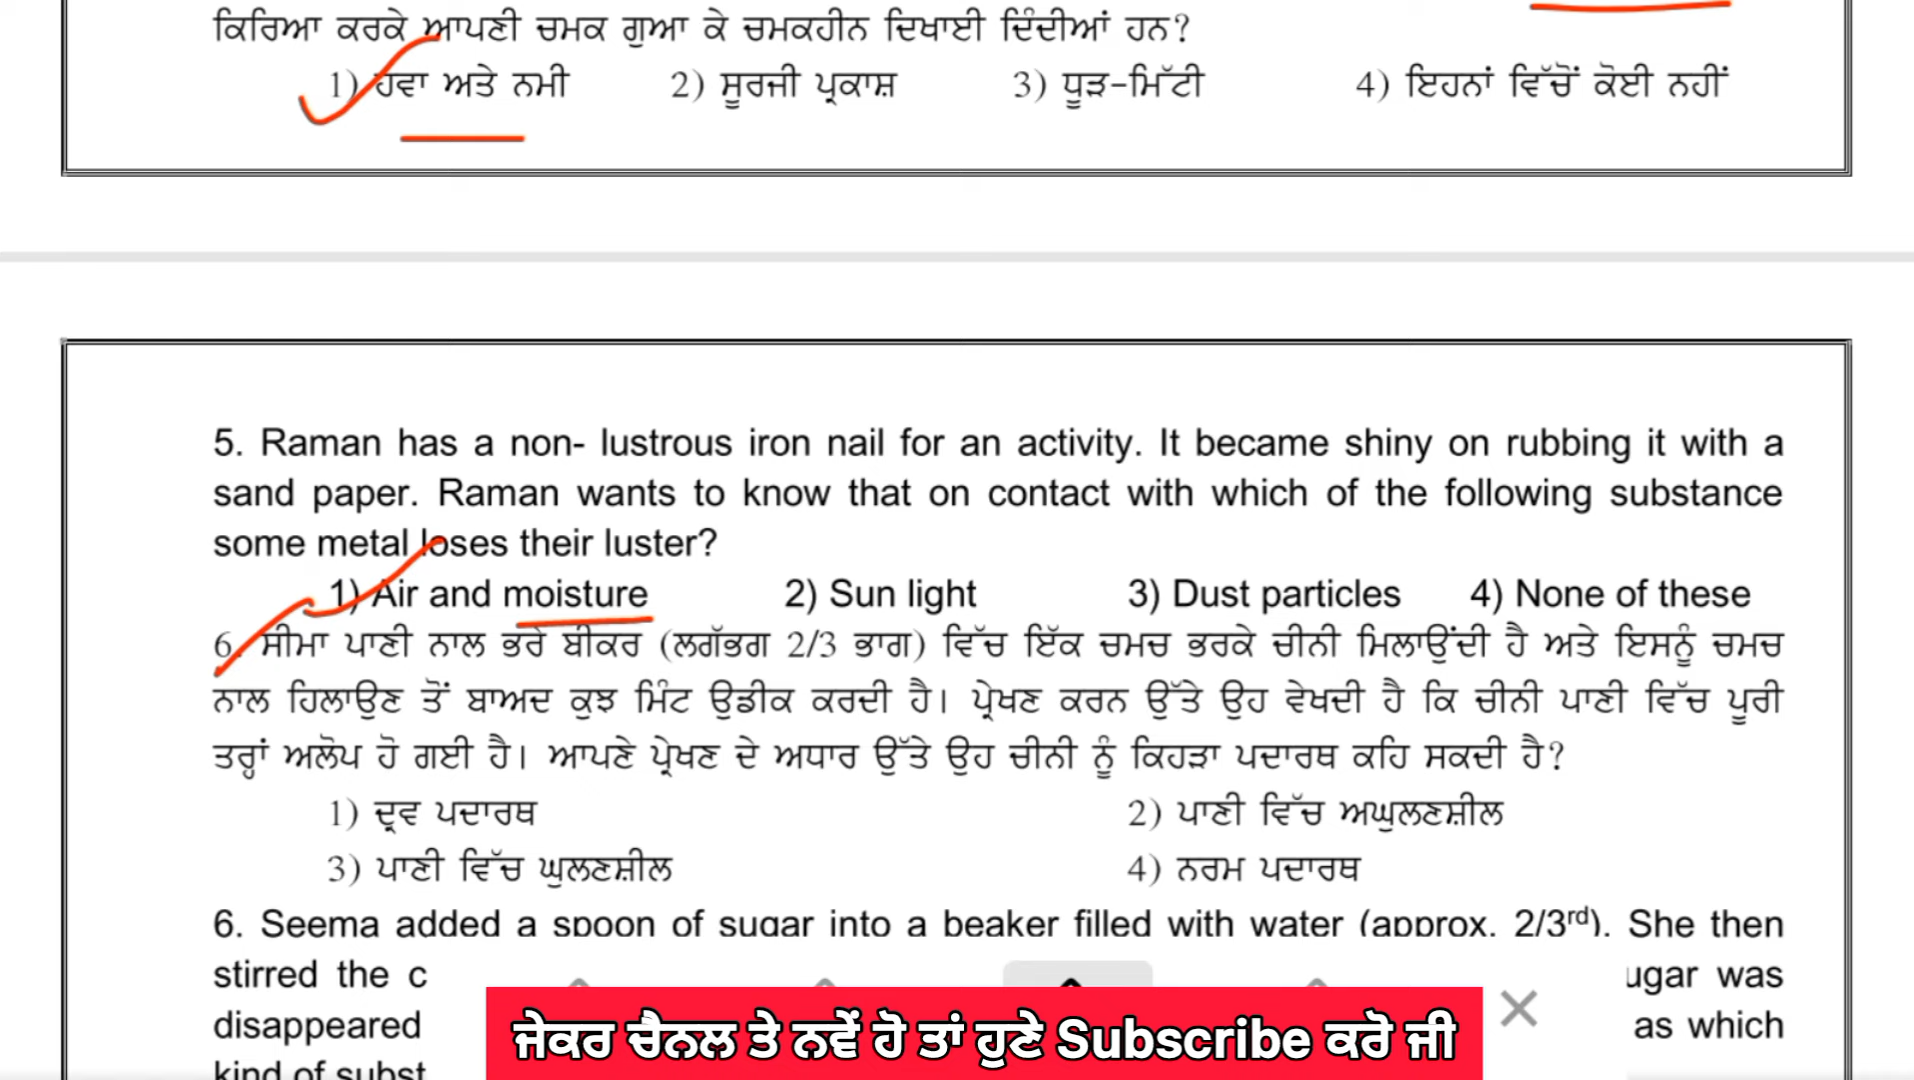 ਕਿਰਿਆ ਕਰਕੇ ਆਪਣੀ ਚਮਕ ਗੁਆ ਕੇ ਚਮਕਹੀਨ ਦਿਖਾਈ ਦਿੰਦੀਆਂ ਹਨ?
1) ਹਵਾ ਅਤੇ ਨਮੀ 2) ਸੂਰਜੀ ਪ੍ਰਕਾਸ਼ 3) ਧੂੜ-ਮਿੱਟੀ 4) ਇਹਨਾਂ ਵਿੱਚੋਂ ਕੋਈ ਨਹੀਂ
5. Raman has a non- lustrous iron nail for an activity. It became shiny on rubbing it with a
sand paper. Raman wants to know that on contact with which of the following substance
some metal loses their luster?
1) Air and moisture 2) Sun light 3) Dust particles 4) None of these
6. ਸੀਮਾ ਪਾਣੀ ਨਾਲ ਭਰੇ ਬੀਕਰ (ਲਗੱਭਗ 2/3 ਭਾਗ) ਵਿੱਚ ਇੱਕ ਚਮਚ ਭਰਕੇ ਚੀਨੀ ਮਿਲਾਉਂਦੀ ਹੈ ਅਤੇ ਇਸਨੂੰ ਚਮਚ
ਨਾਲ ਹਿਲਾਉਣ ਤੋਂ ਬਾਅਦ ਕੁਝ ਮਿੰਟ ਉਡੀਕ ਕਰਦੀ ਹੈ। ਪ੍ਰੇਖਣ ਕਰਨ ਉੱਤੇ ਉਹ ਵੇਖਦੀ ਹੈ ਕਿ ਚੀਨੀ ਪਾਣੀ ਵਿੱਚ ਪੂਰੀ
ਤਰ੍ਹਾਂ ਅਲੋਪ ਹੋ ਗਈ ਹੈ। ਆਪਣੇ ਪ੍ਰੇਖਣ ਦੇ ਅਧਾਰ ਉੱਤੇ ਉਹ ਚੀਨੀ ਨੂੰ ਕਿਹੜਾ ਪਦਾਰਥ ਕਹਿ ਸਕਦੀ ਹੈ?
1) ਦ੍ਰਵ ਪਦਾਰਥ 2) ਪਾਣੀ ਵਿੱਚ ਅਘੁਲਣਸ਼ੀਲ
3) ਪਾਣੀ ਵਿੱਚ ਘੁਲਣਸ਼ੀਲ 4) ਨਰਮ ਪਦਾਰਥ
6. Seema added a spoon of sugar into a beaker filled with water (approx. 2/3rd). She then
stirred the c ugar was
disappeared as which
kind of subst
ਜੇਕਰ ਚੈਨਲ ਤੇ ਨਵੇਂ ਹੋ ਤਾਂ ਹੁਣੇ Subscribe ਕਰੋ ਜੀ